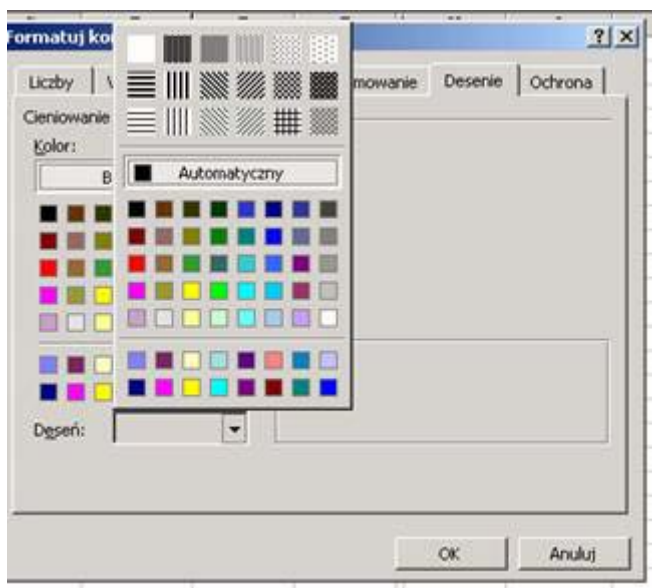 Formatuj ko
Liczby mowanie Desenie Ochrona
Cieniowanie
Kolor:
B
Automatyczny
Deseń:
OK Anuluj